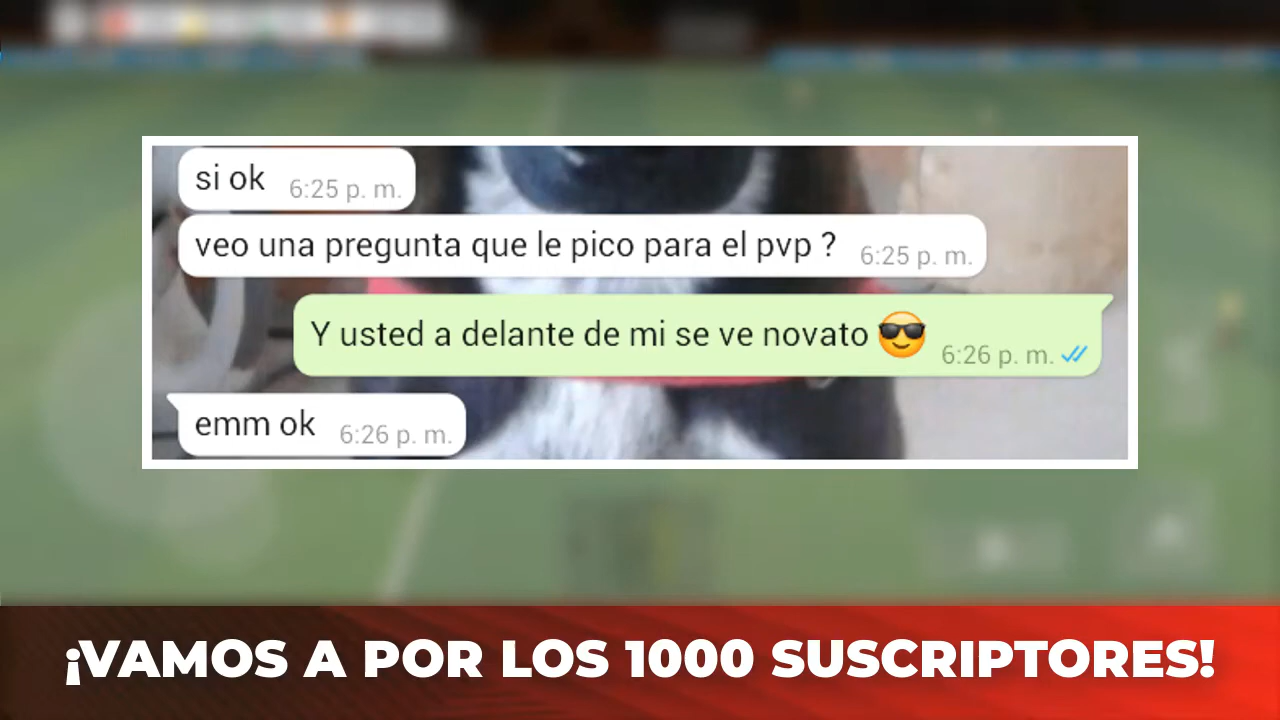 si ok 6:25 p. m.
veo una pregunta que le pico para el pvp ? 6:25 p. m.
Y usted a delante de mi se ve novato 😎 6:26 p. m.
emm ok 6:26 p. m.
¡VAMOS A POR LOS 1000 SUSCRIPTORES!